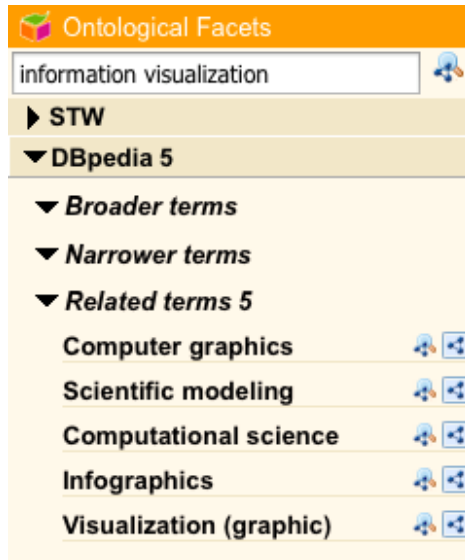 Ontological Facets
information visualization
STW
DBpedia 5
Broader terms
Narrower terms
Related terms 5
Computer graphics
Scientific modeling
Computational science
Infographics
Visualization (graphic)